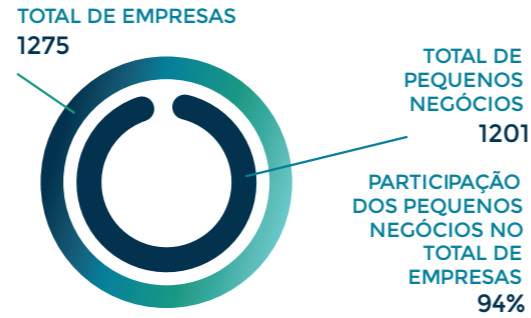 TOTAL DE EMPRESAS
1275
TOTAL DE
PEQUENOS
NEGÓCIOS
1201
PARTICIPAÇÃO
DOS PEQUENOS
NEGÓCIOS NO
TOTAL DE
EMPRESAS
94%